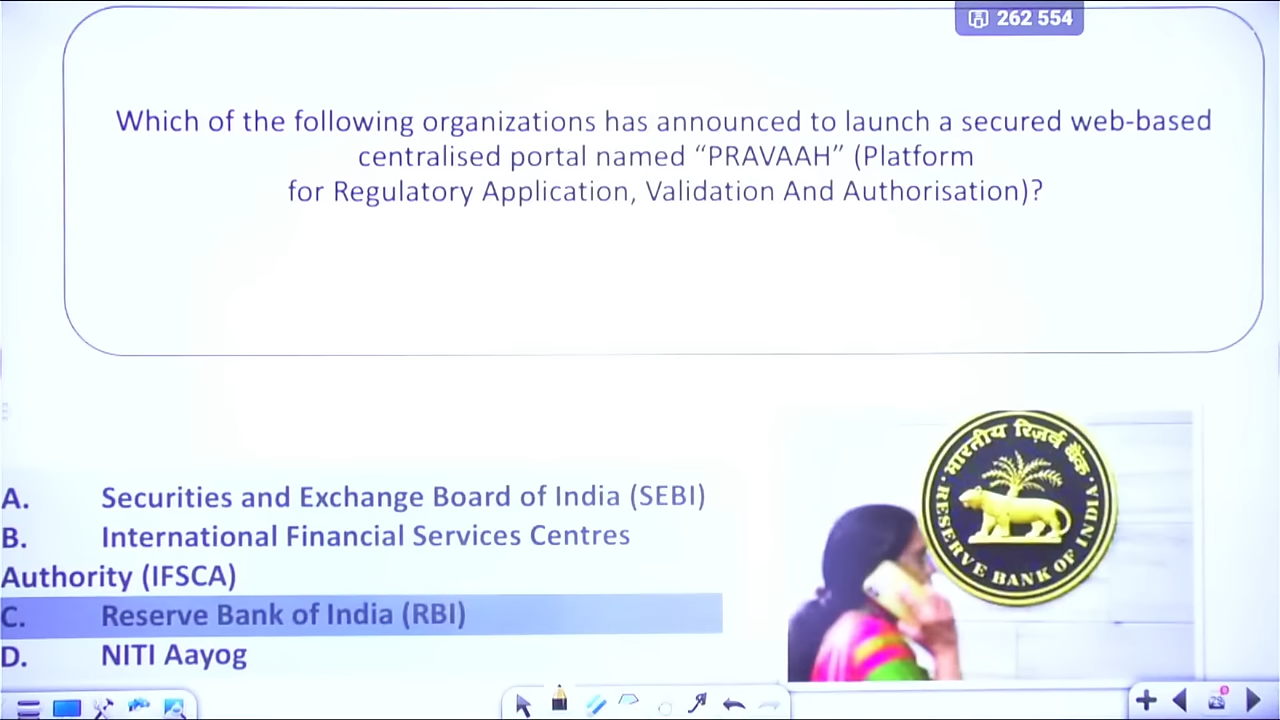 262 554
Which of the following organizations has announced to launch a secured web-based
centralised portal named “PRAVAAH” (Platform
for Regulatory Application, Validation And Authorisation)?
A. Securities and Exchange Board of India (SEBI)
B. International Financial Services Centres
Authority (IFSCA)
C. Reserve Bank of India (RBI)
D. NITI Aayog
भारतीय रिज़र्व बैंक
RESERVE BANK OF INDIA